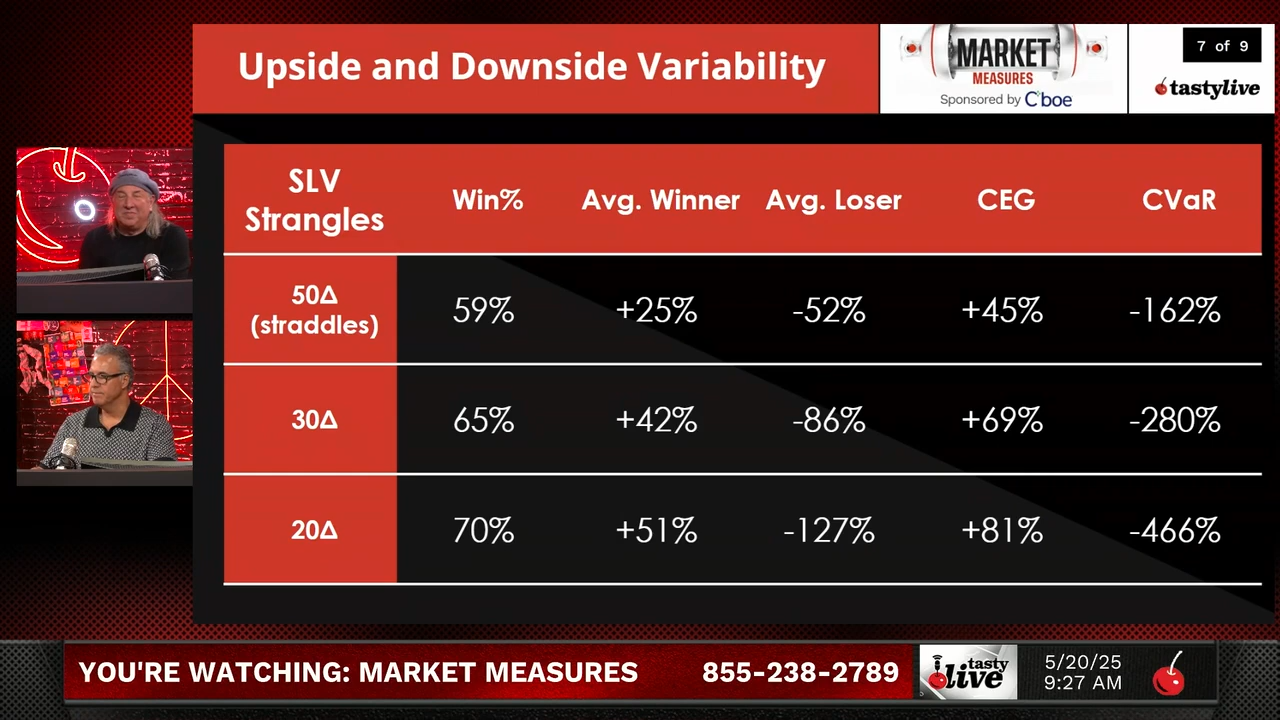 Upside and Downside Variability
MARKET
MEASURES
Sponsored by Cboe
7 of 9
tastylive
SLV
Strangles
Win%
Avg. Winner
Avg. Loser
CEG
CVaR
50Δ
(straddles)
59%
+25%
-52%
+45%
-162%
30Δ
65%
+42%
-86%
+69%
-280%
20Δ
70%
+51%
-127%
+81%
-466%
YOU'RE WATCHING: MARKET MEASURES
855-238-2789
tasty
live
5/20/25
9:27 AM